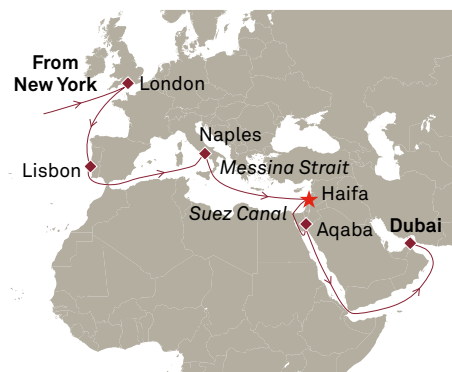 From
New York
London
Naples
Lisbon
Messina Strait
Haifa
Suez Canal
Aqaba
Dubai